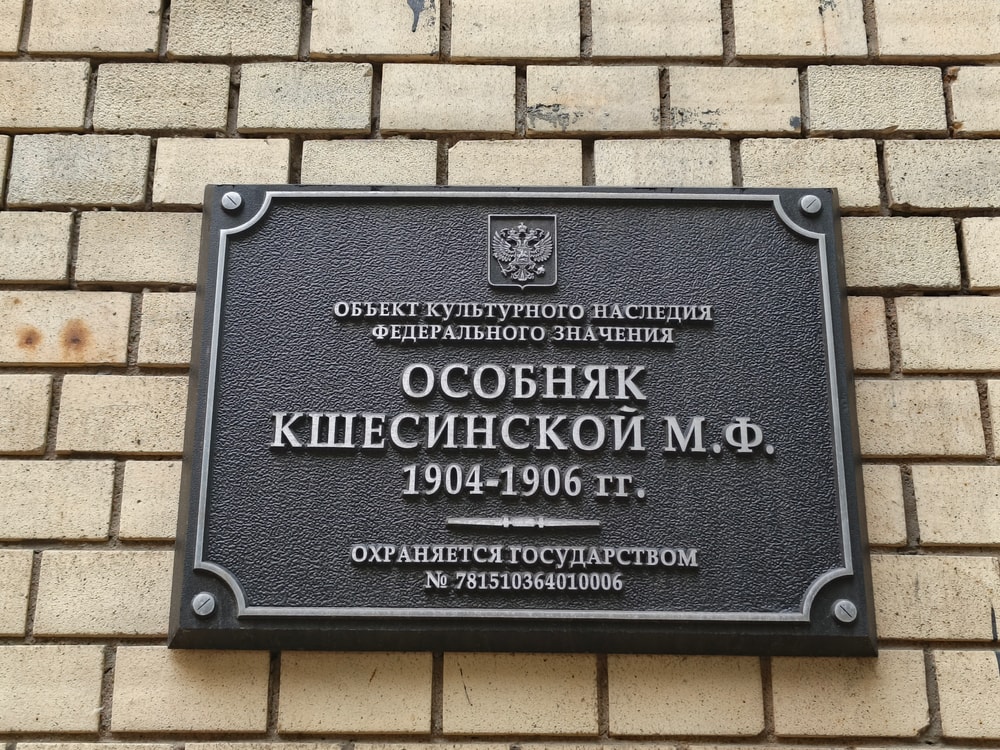 ОБЪЕКТ КУЛЬТУРНОГО НАСЛЕДИЯ
ФЕДЕРАЛЬНОГО ЗНАЧЕНИЯ
ОСОБНЯК
КШЕСИНСКОЙ М.Ф.
1904-1906 гг.
ОХРАНЯЕТСЯ ГОСУДАРСТВОМ
№ 781510364010006